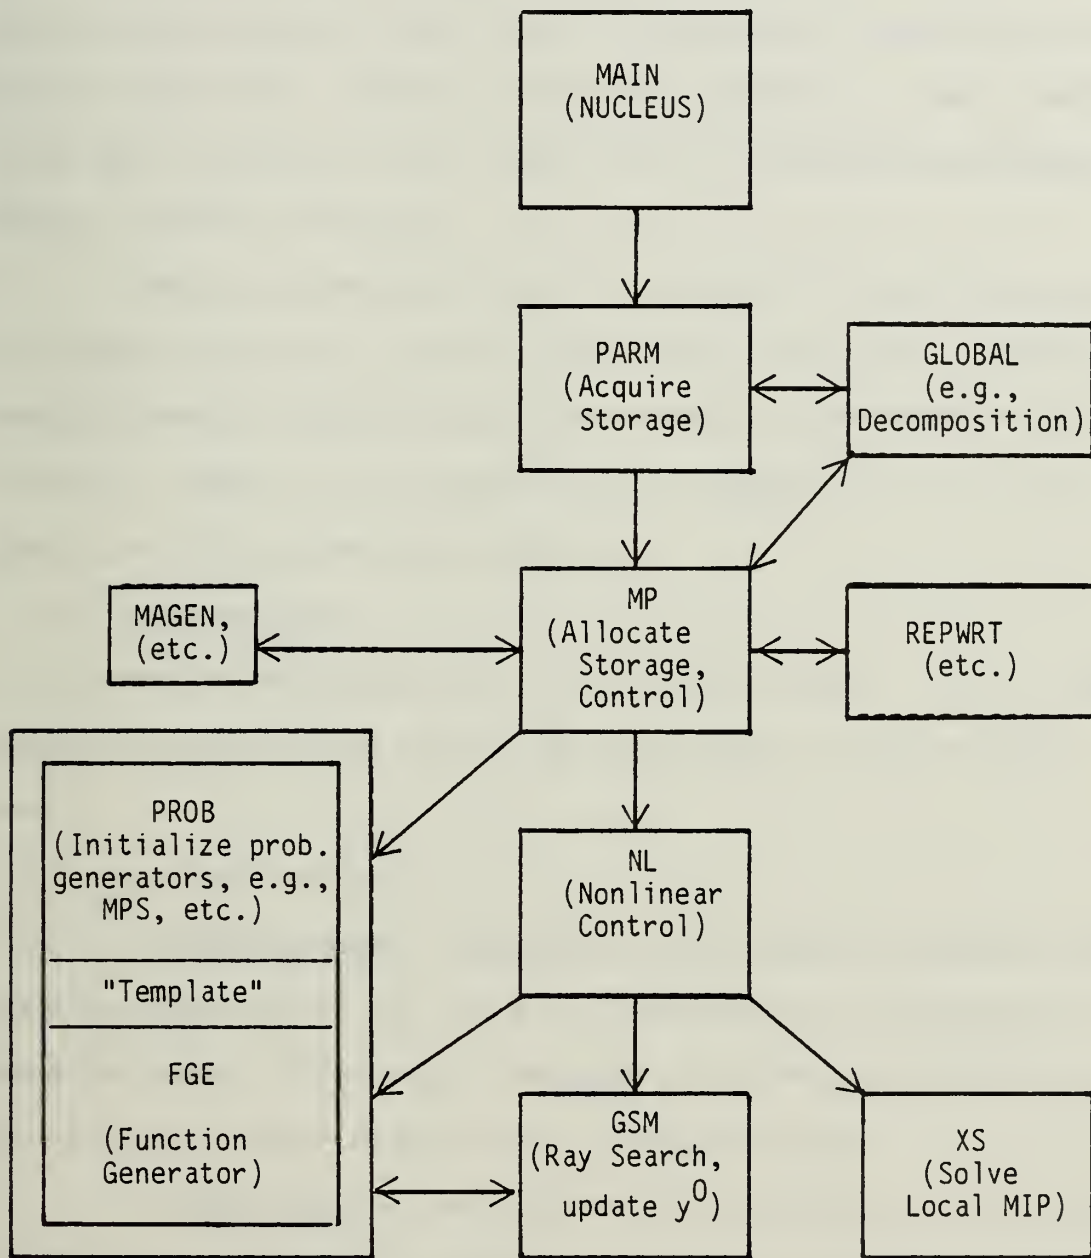 MAIN
(NUCLEUS)
PARM
(Acquire
Storage)
GLOBAL
(e.g.,
Decomposition)
MAGEN,
(etc.)
MP
(Allocate
Storage,
Control)
REPWRT
(etc.)
PROB
(Initialize prob.
generators, e.g.,
MPS, etc.)
"Template"
FGE
(Function
Generator)
NL
(Nonlinear
Control)
GSM
(Ray Search,
update y⁰)
XS
(Solve
Local MIP)